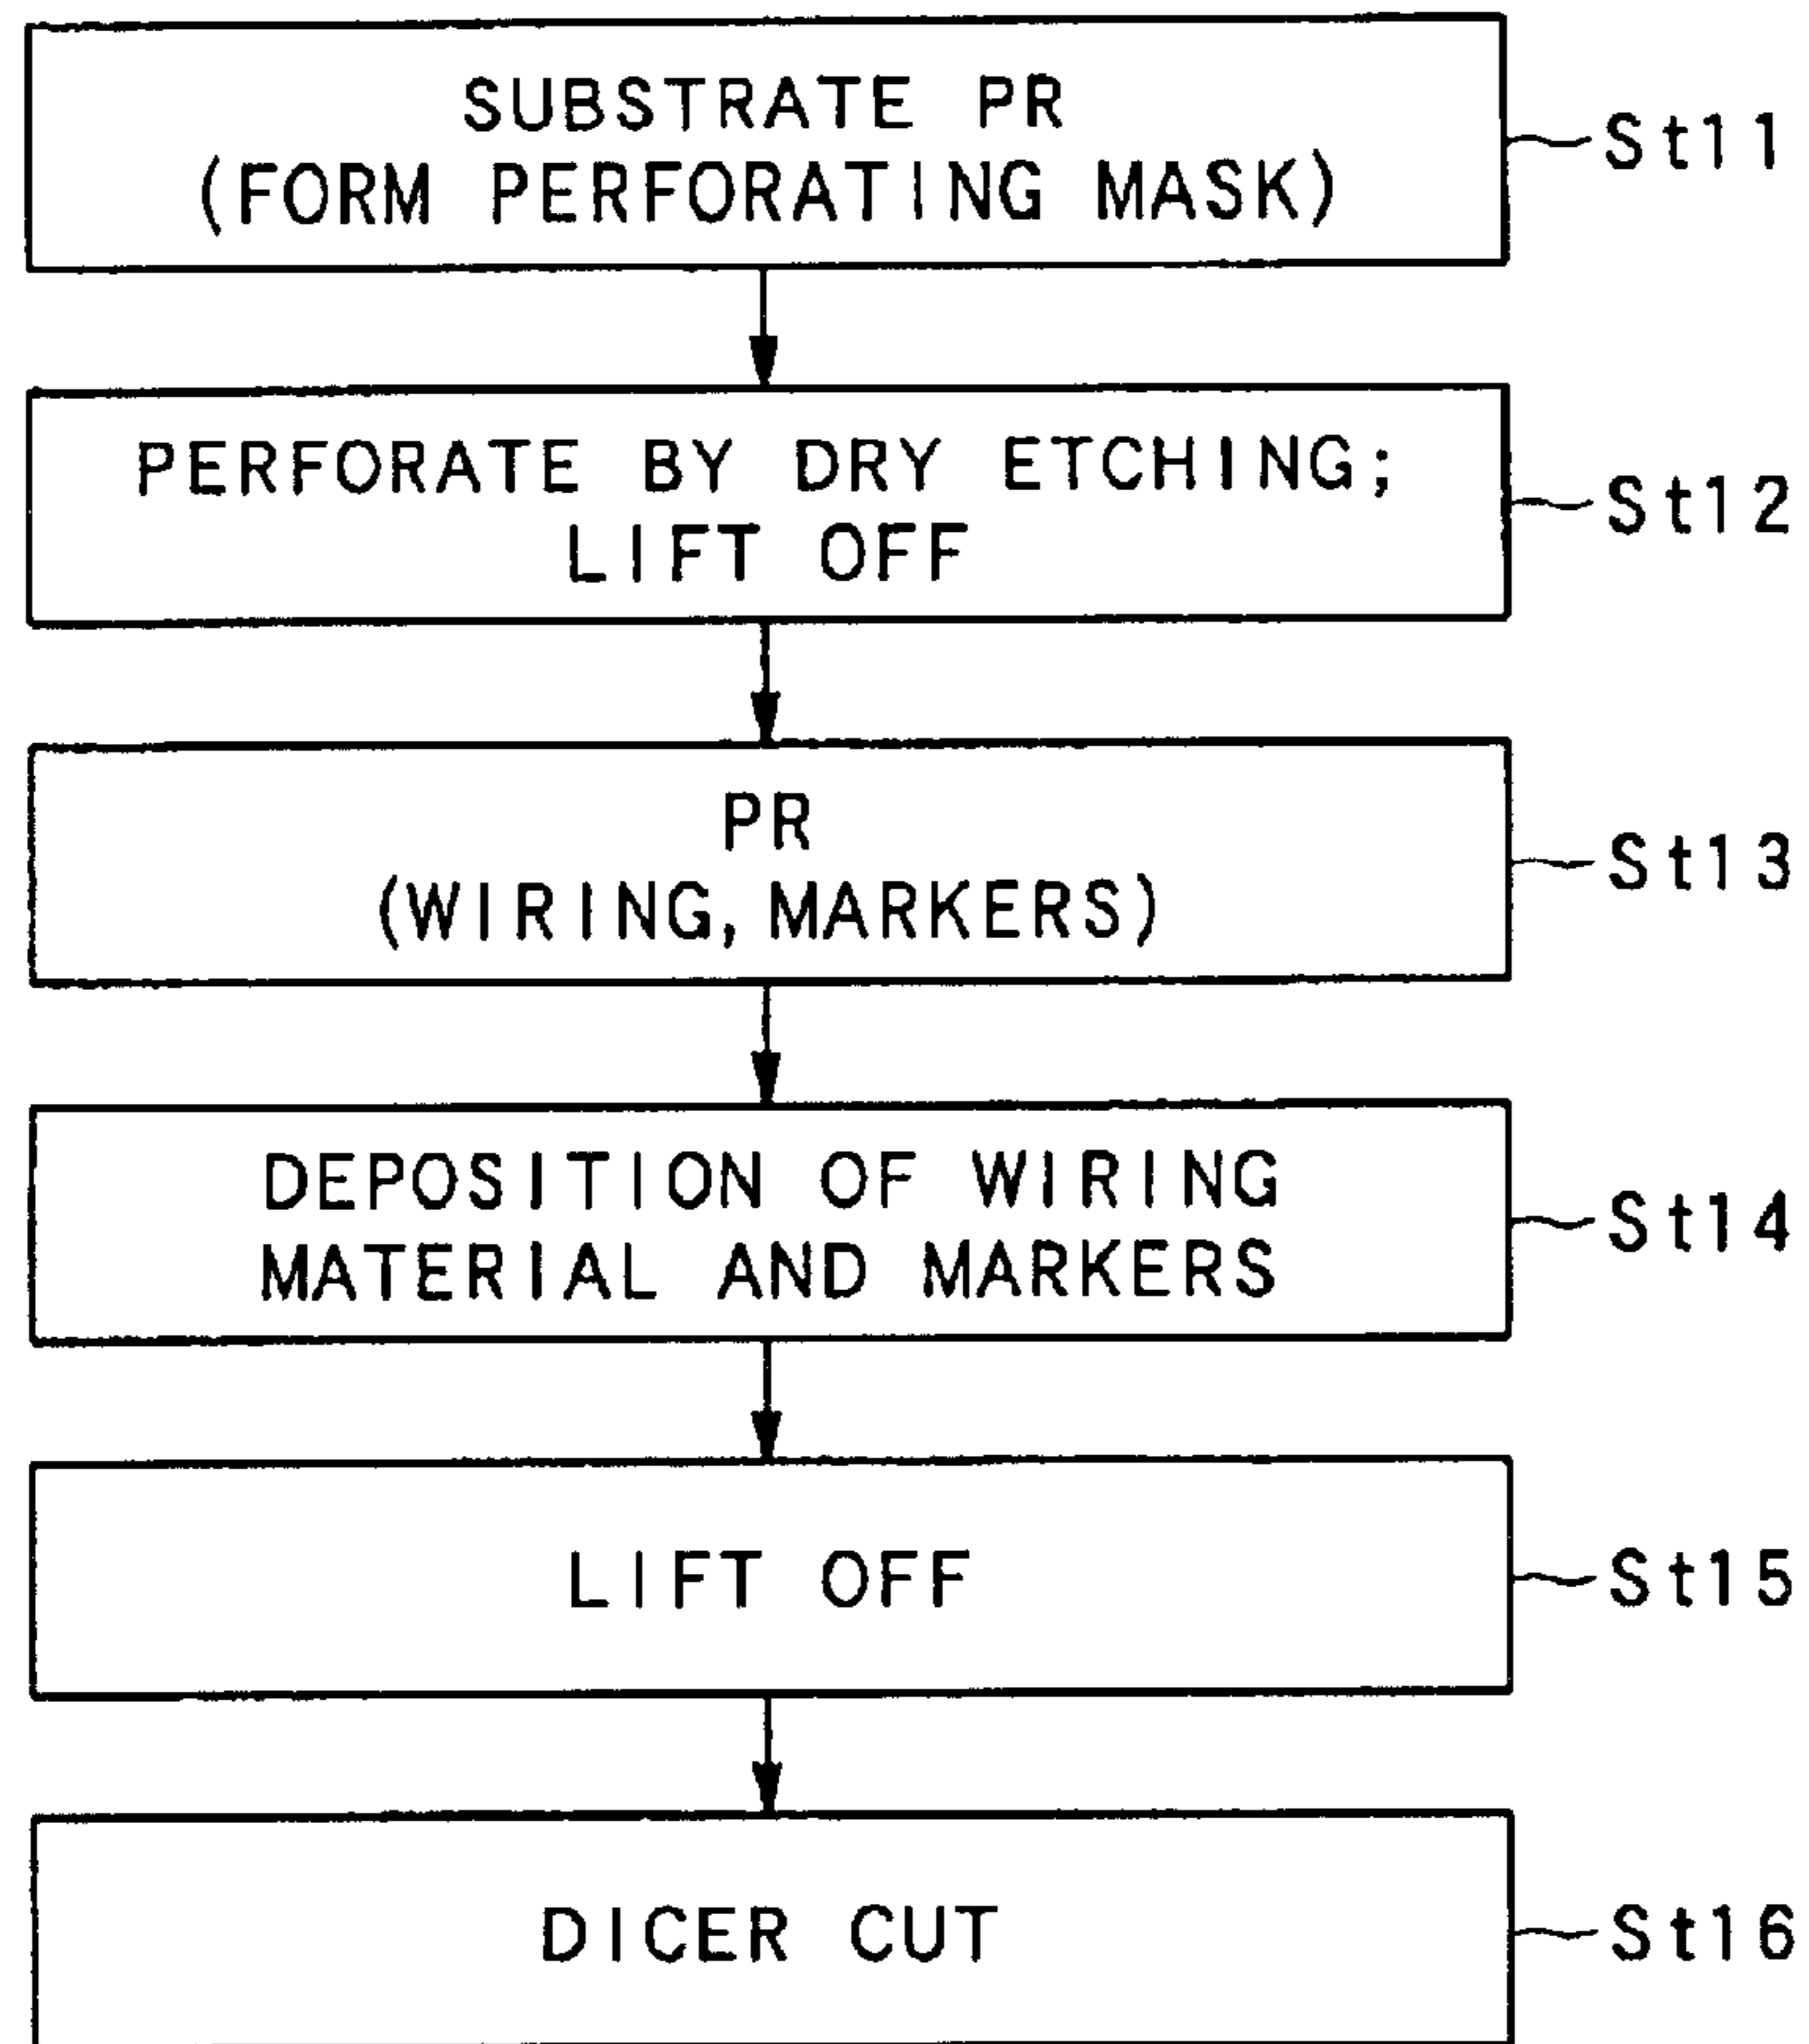 SUBSTRATE PR
(FORM PERFORATING MASK)
St11
PERFORATE BY DRY ETCHING;
LIFT OFF
St12
PR
(WIRING, MARKERS)
St13
DEPOSITION OF WIRING
MATERIAL AND MARKERS
St14
LIFT OFF
St15
DICER CUT
St16